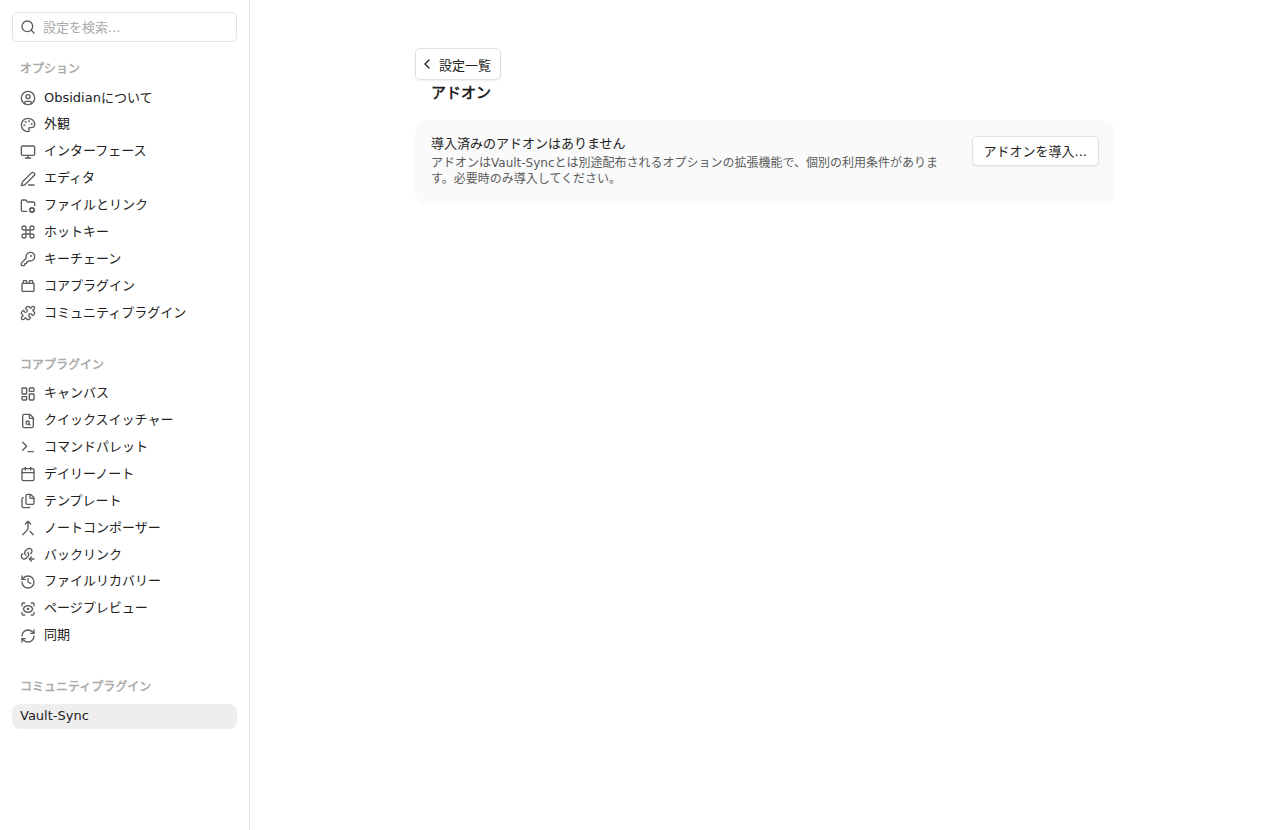 設定を検索...
オプション
Obsidianについて
外観
インターフェース
エディタ
ファイルとリンク
ホットキー
キーチェーン
コアプラグイン
コミュニティプラグイン
コアプラグイン
キャンバス
クイックスイッチャー
コマンドパレット
デイリーノート
テンプレート
ノートコンポーザー
バックリンク
ファイルリカバリー
ページプレビュー
同期
コミュニティプラグイン
Vault-Sync
設定一覧
アドオン
導入済みのアドオンはありません
アドオンはVault-Syncとは別途配布されるオプションの拡張機能で、個別の利用条件がありま
す。必要時のみ導入してください。
アドオンを導入...